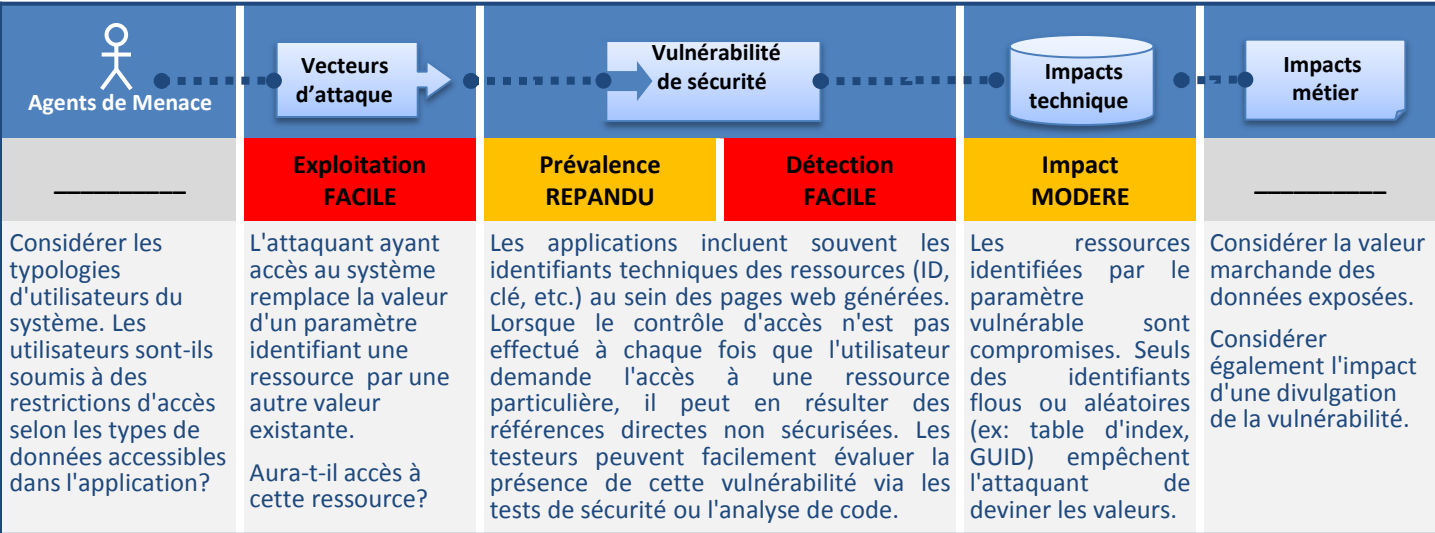 Agents de Menace
Vecteurs
d'attaque
Vulnérabilité
de sécurité
Impacts
technique
Impacts
métier
__________
Exploitation
FACILE
Prévalence
REPANDU
Détection
FACILE
Impact
MODERE
__________
Considérer les
typologies
d'utilisateurs du
système. Les
utilisateurs sont-ils
soumis à des
restrictions d'accès
selon les types de
données accessibles
dans l'application?
L'attaquant ayant
accès au système
remplace la valeur
d'un paramètre
identifiant une
ressource par une
autre valeur
existante.
Aura-t-il accès à
cette ressource?
Les applications incluent souvent les
identifiants techniques des ressources (ID,
clé, etc.) au sein des pages web générées.
Lorsque le contrôle d'accès n'est pas
effectué à chaque fois que l'utilisateur
demande l'accès à une ressource
particulière, il peut en résulter des
références directes non sécurisées. Les
testeurs peuvent facilement évaluer la
présence de cette vulnérabilité via les
tests de sécurité ou l'analyse de code.
Les ressources
identifiées par le
paramètre
vulnérable sont
compromises. Seuls
des identifiants
flous ou aléatoires
(ex: table d'index,
GUID) empêchent
l'attaquant de
deviner les valeurs.
Considérer la valeur
marchande des
données exposées.
Considérer
également l'impact
d'une divulgation
de la vulnérabilité.